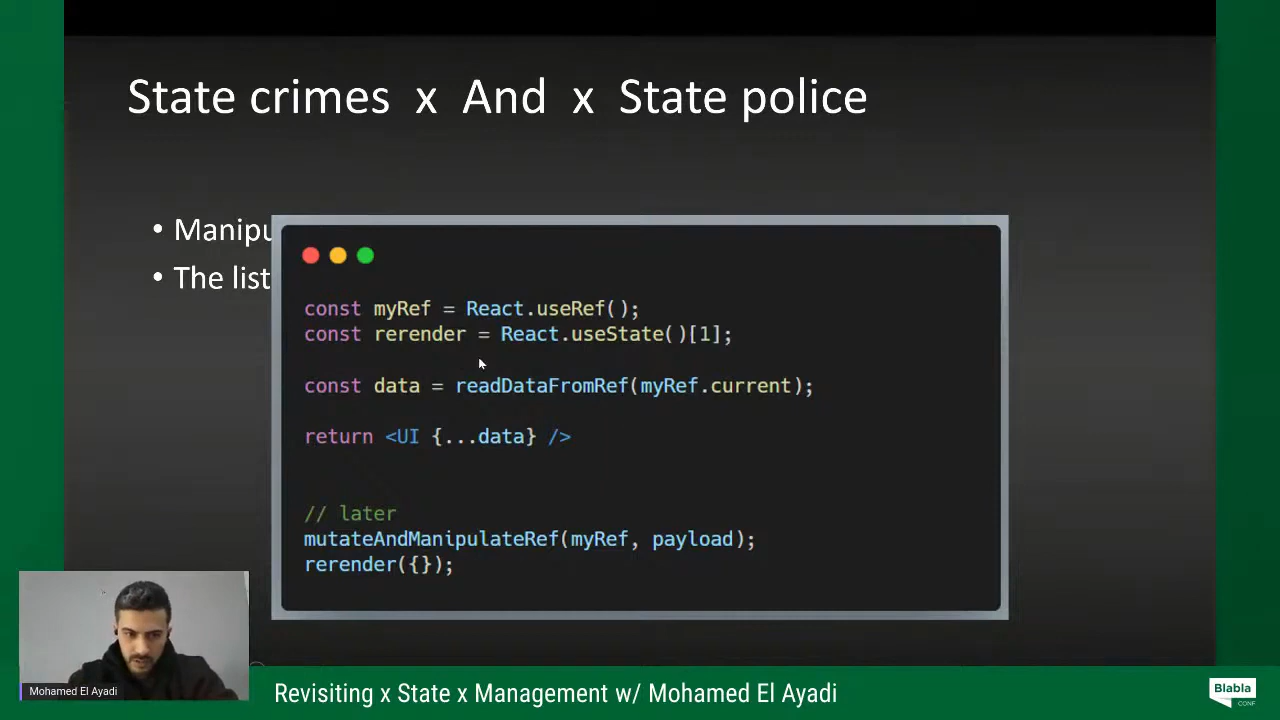 State crimes x And x State police
• Manipu
• The list
const myRef = React.useRef();
const rerender = React.useState()[1];
const data = readDataFromRef(myRef.current);
return <UI {...data} />
// later
mutateAndManipulateRef(myRef, payload);
rerender({});
Mohamed El Ayadi
Revisiting x State x Management w/ Mohamed El Ayadi
Blabla
CONF